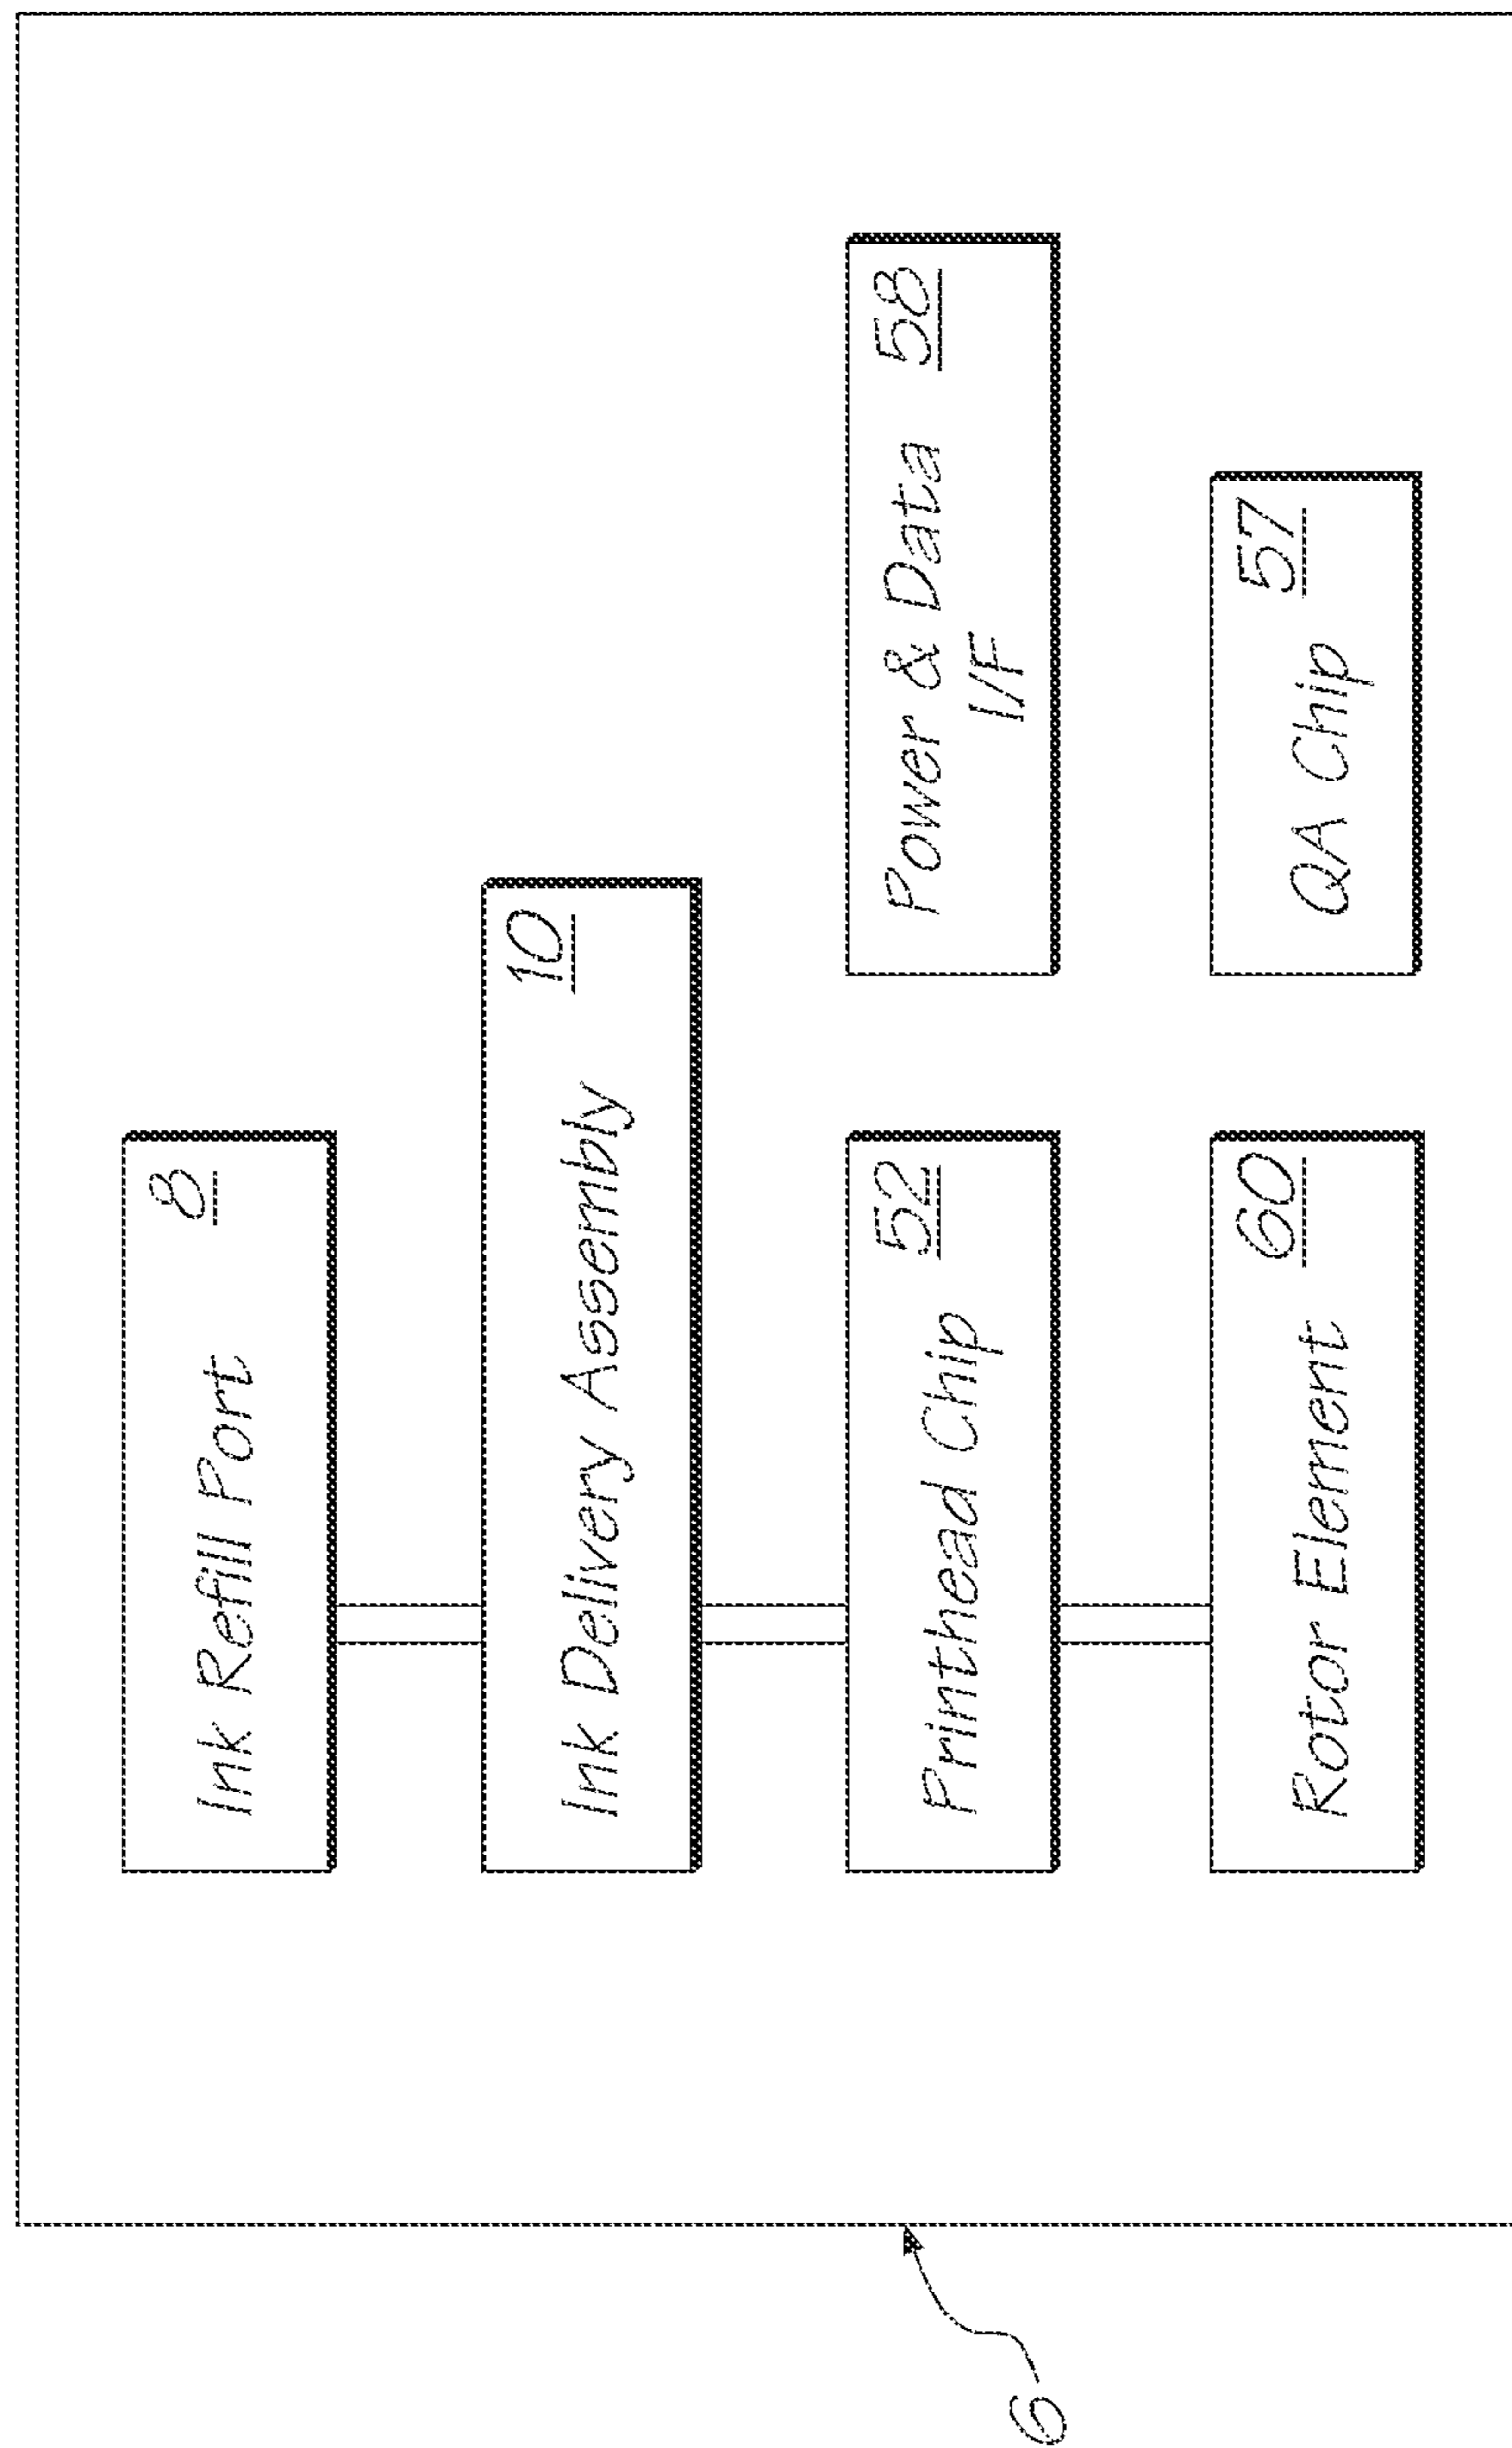 Ink Refill Port 8
Ink Delivery Assembly 10
Printhead Chip 52
Power & Data 58
I/F
Rotor Element 60
QA Chip 57
6